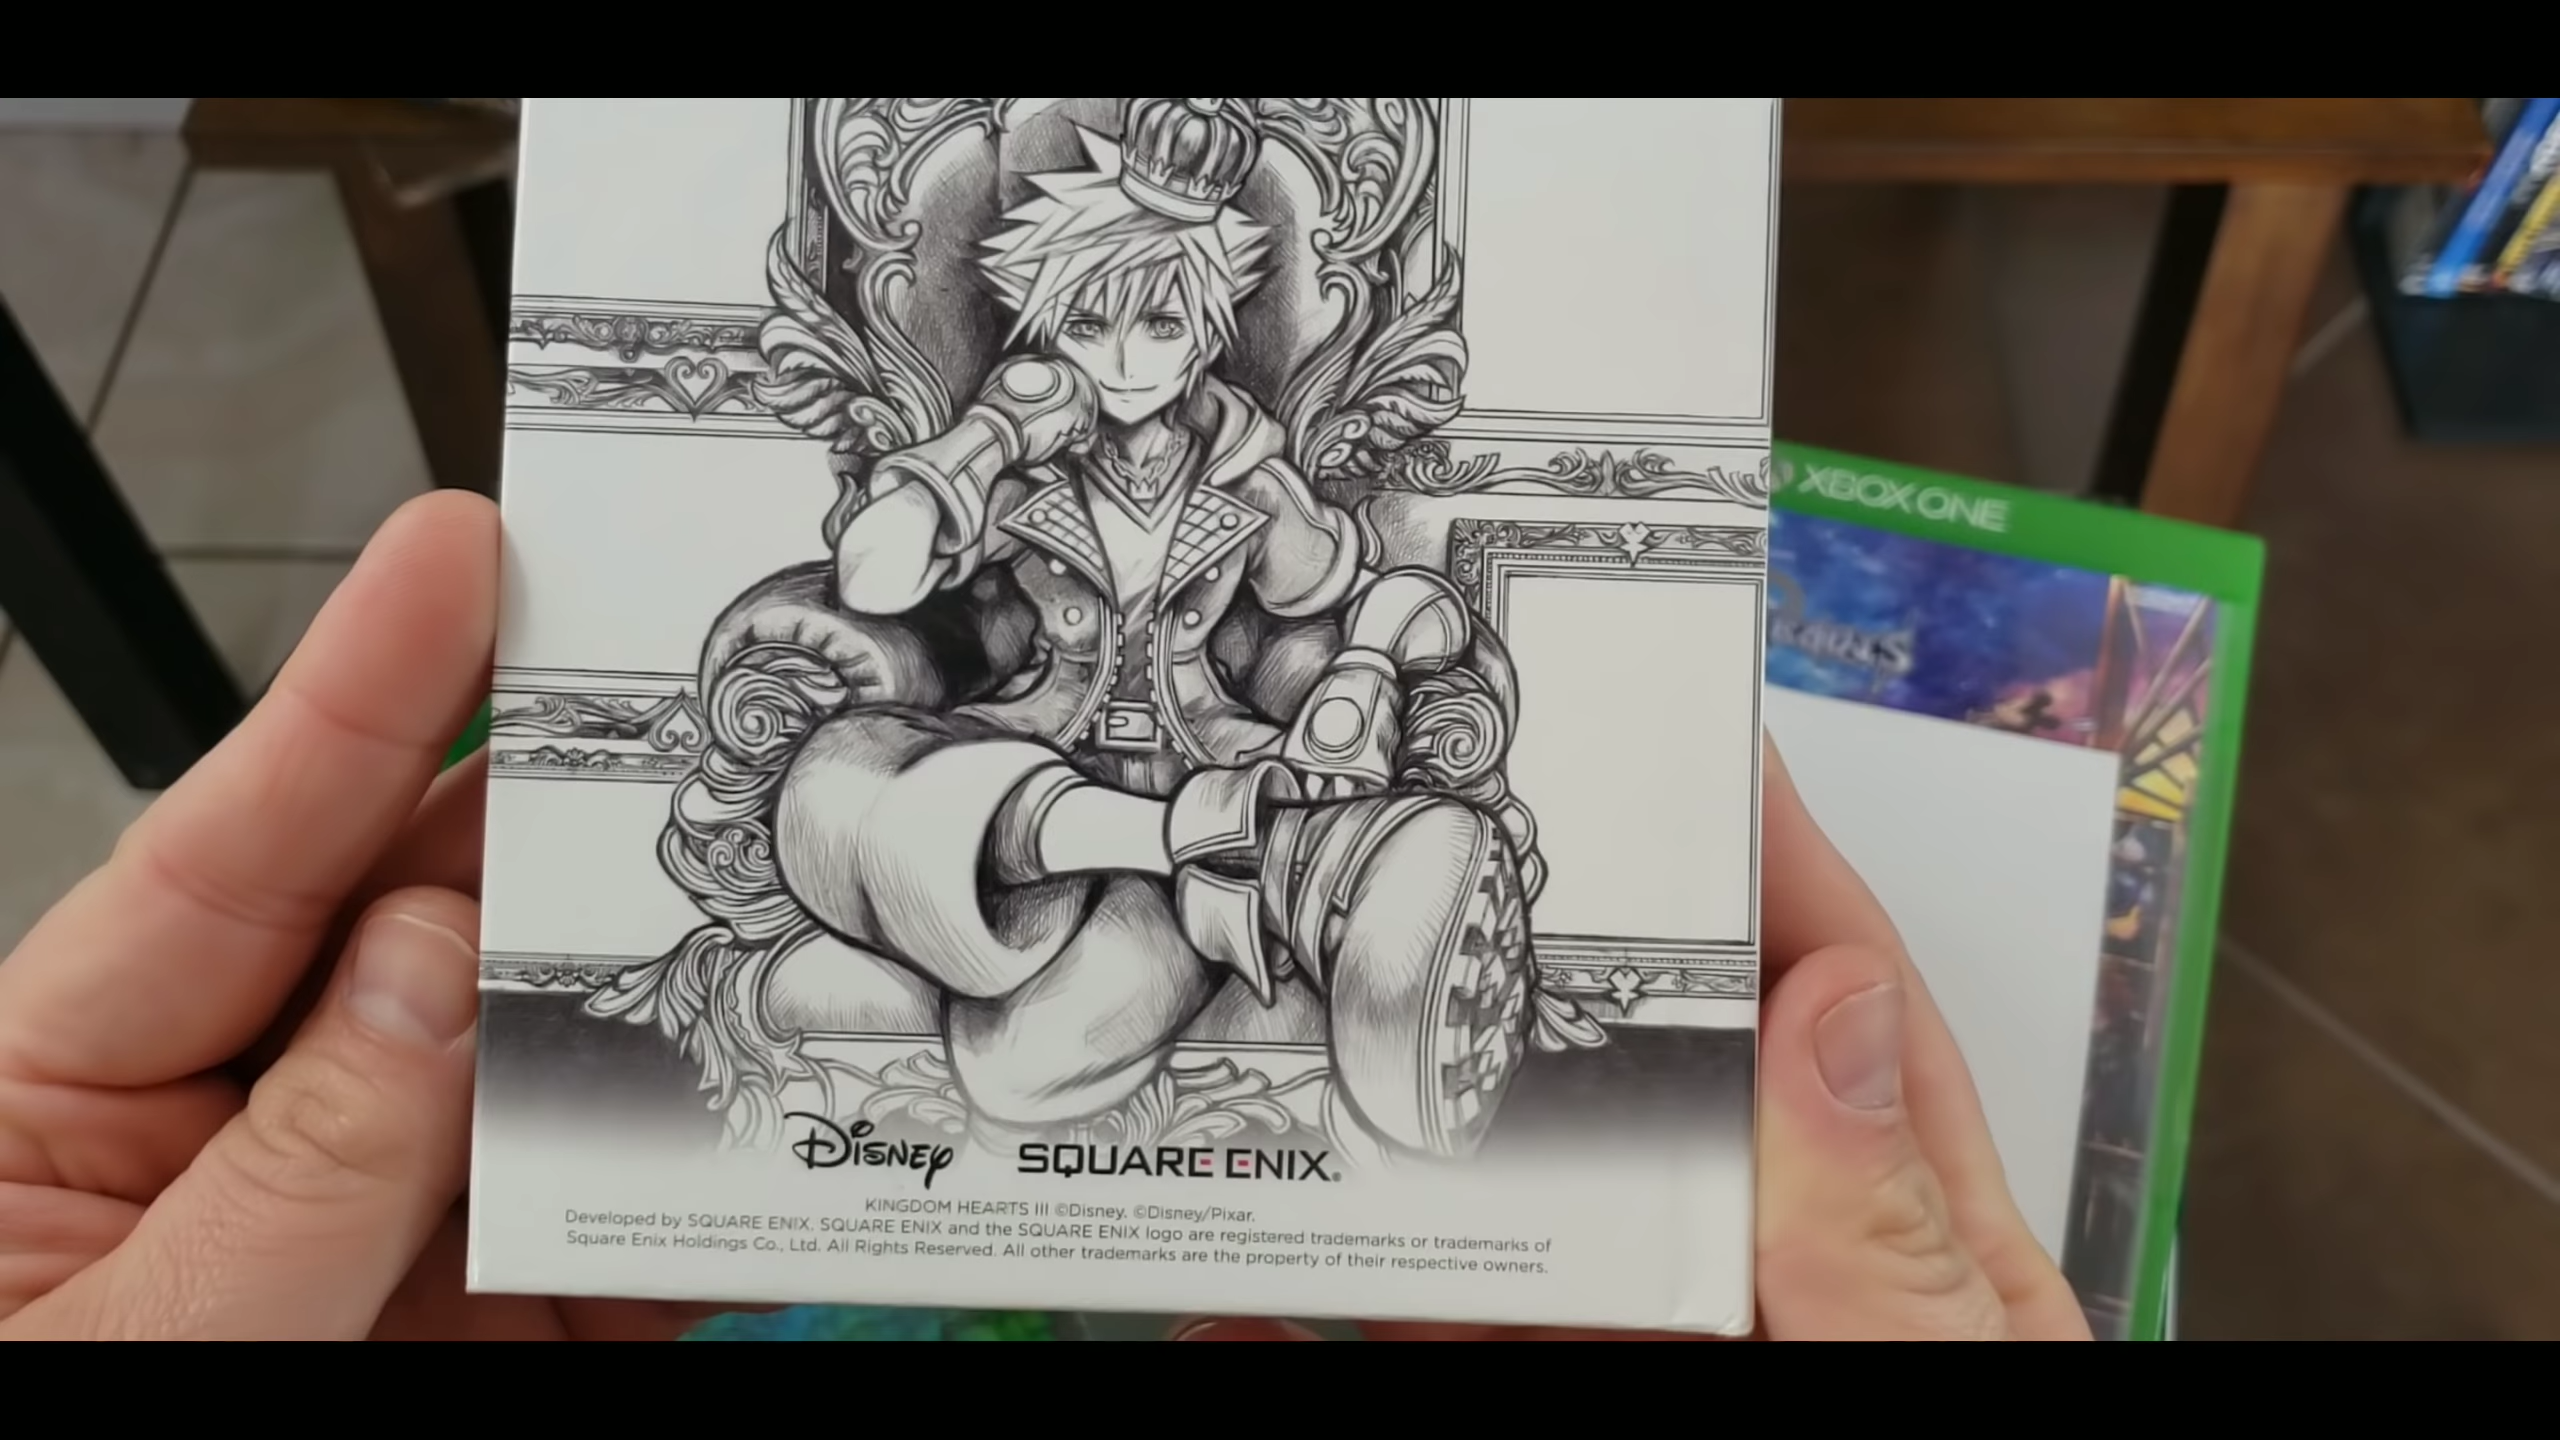 XBOX ONE
Disney SQUARE ENIX®
KINGDOM HEARTS III ©Disney. ©Disney/Pixar.
Developed by SQUARE ENIX. SQUARE ENIX and the SQUARE ENIX logo are registered trademarks or trademarks of
Square Enix Holdings Co., Ltd. All Rights Reserved. All other trademarks are the property of their respective owners.